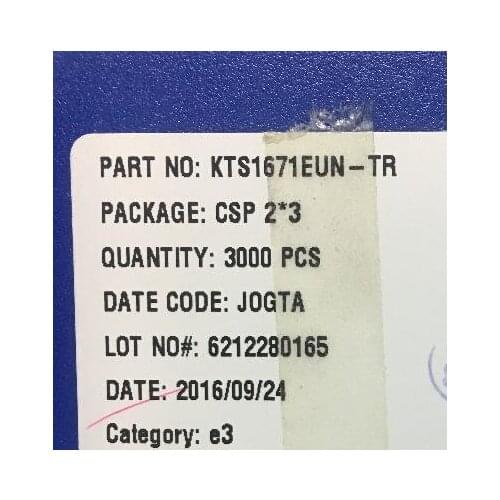 PART NO: KTS1671EUN-TR
PACKAGE: CSP 2*3
QUANTITY: 3000 PCS
DATE CODE: JOGTA
LOT NO#: 6212280165
DATE: 2016/09/24
Category: e3